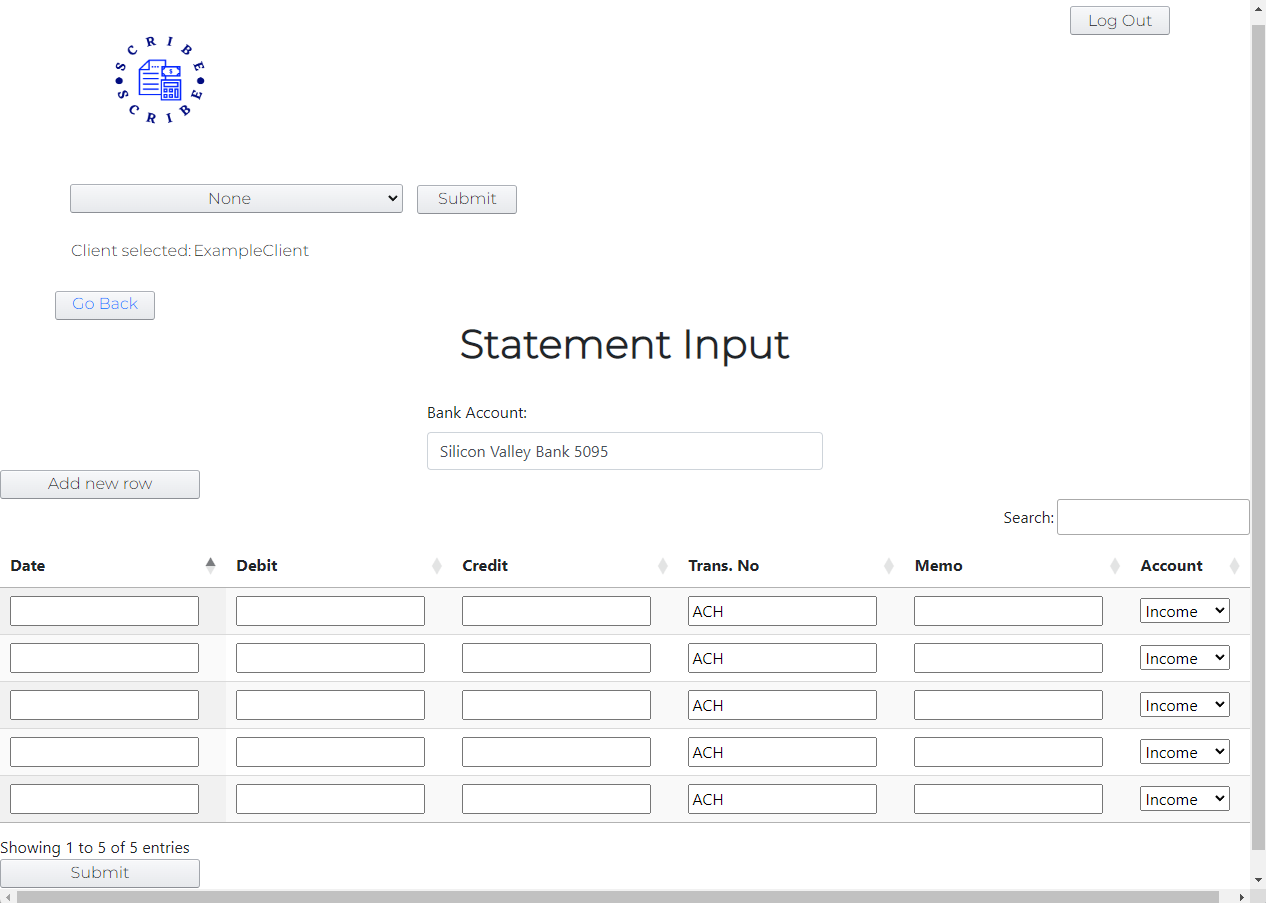 Log Out
SCRIBE
$
SCRIBE
None Submit
Client selected: ExampleClient
Go Back
Statement Input
Bank Account:
Silicon Valley Bank 5095
Add new row
Search:
Date Debit Credit Trans. No Memo Account
ACH Income
ACH Income
ACH Income
ACH Income
ACH Income
Showing 1 to 5 of 5 entries
Submit